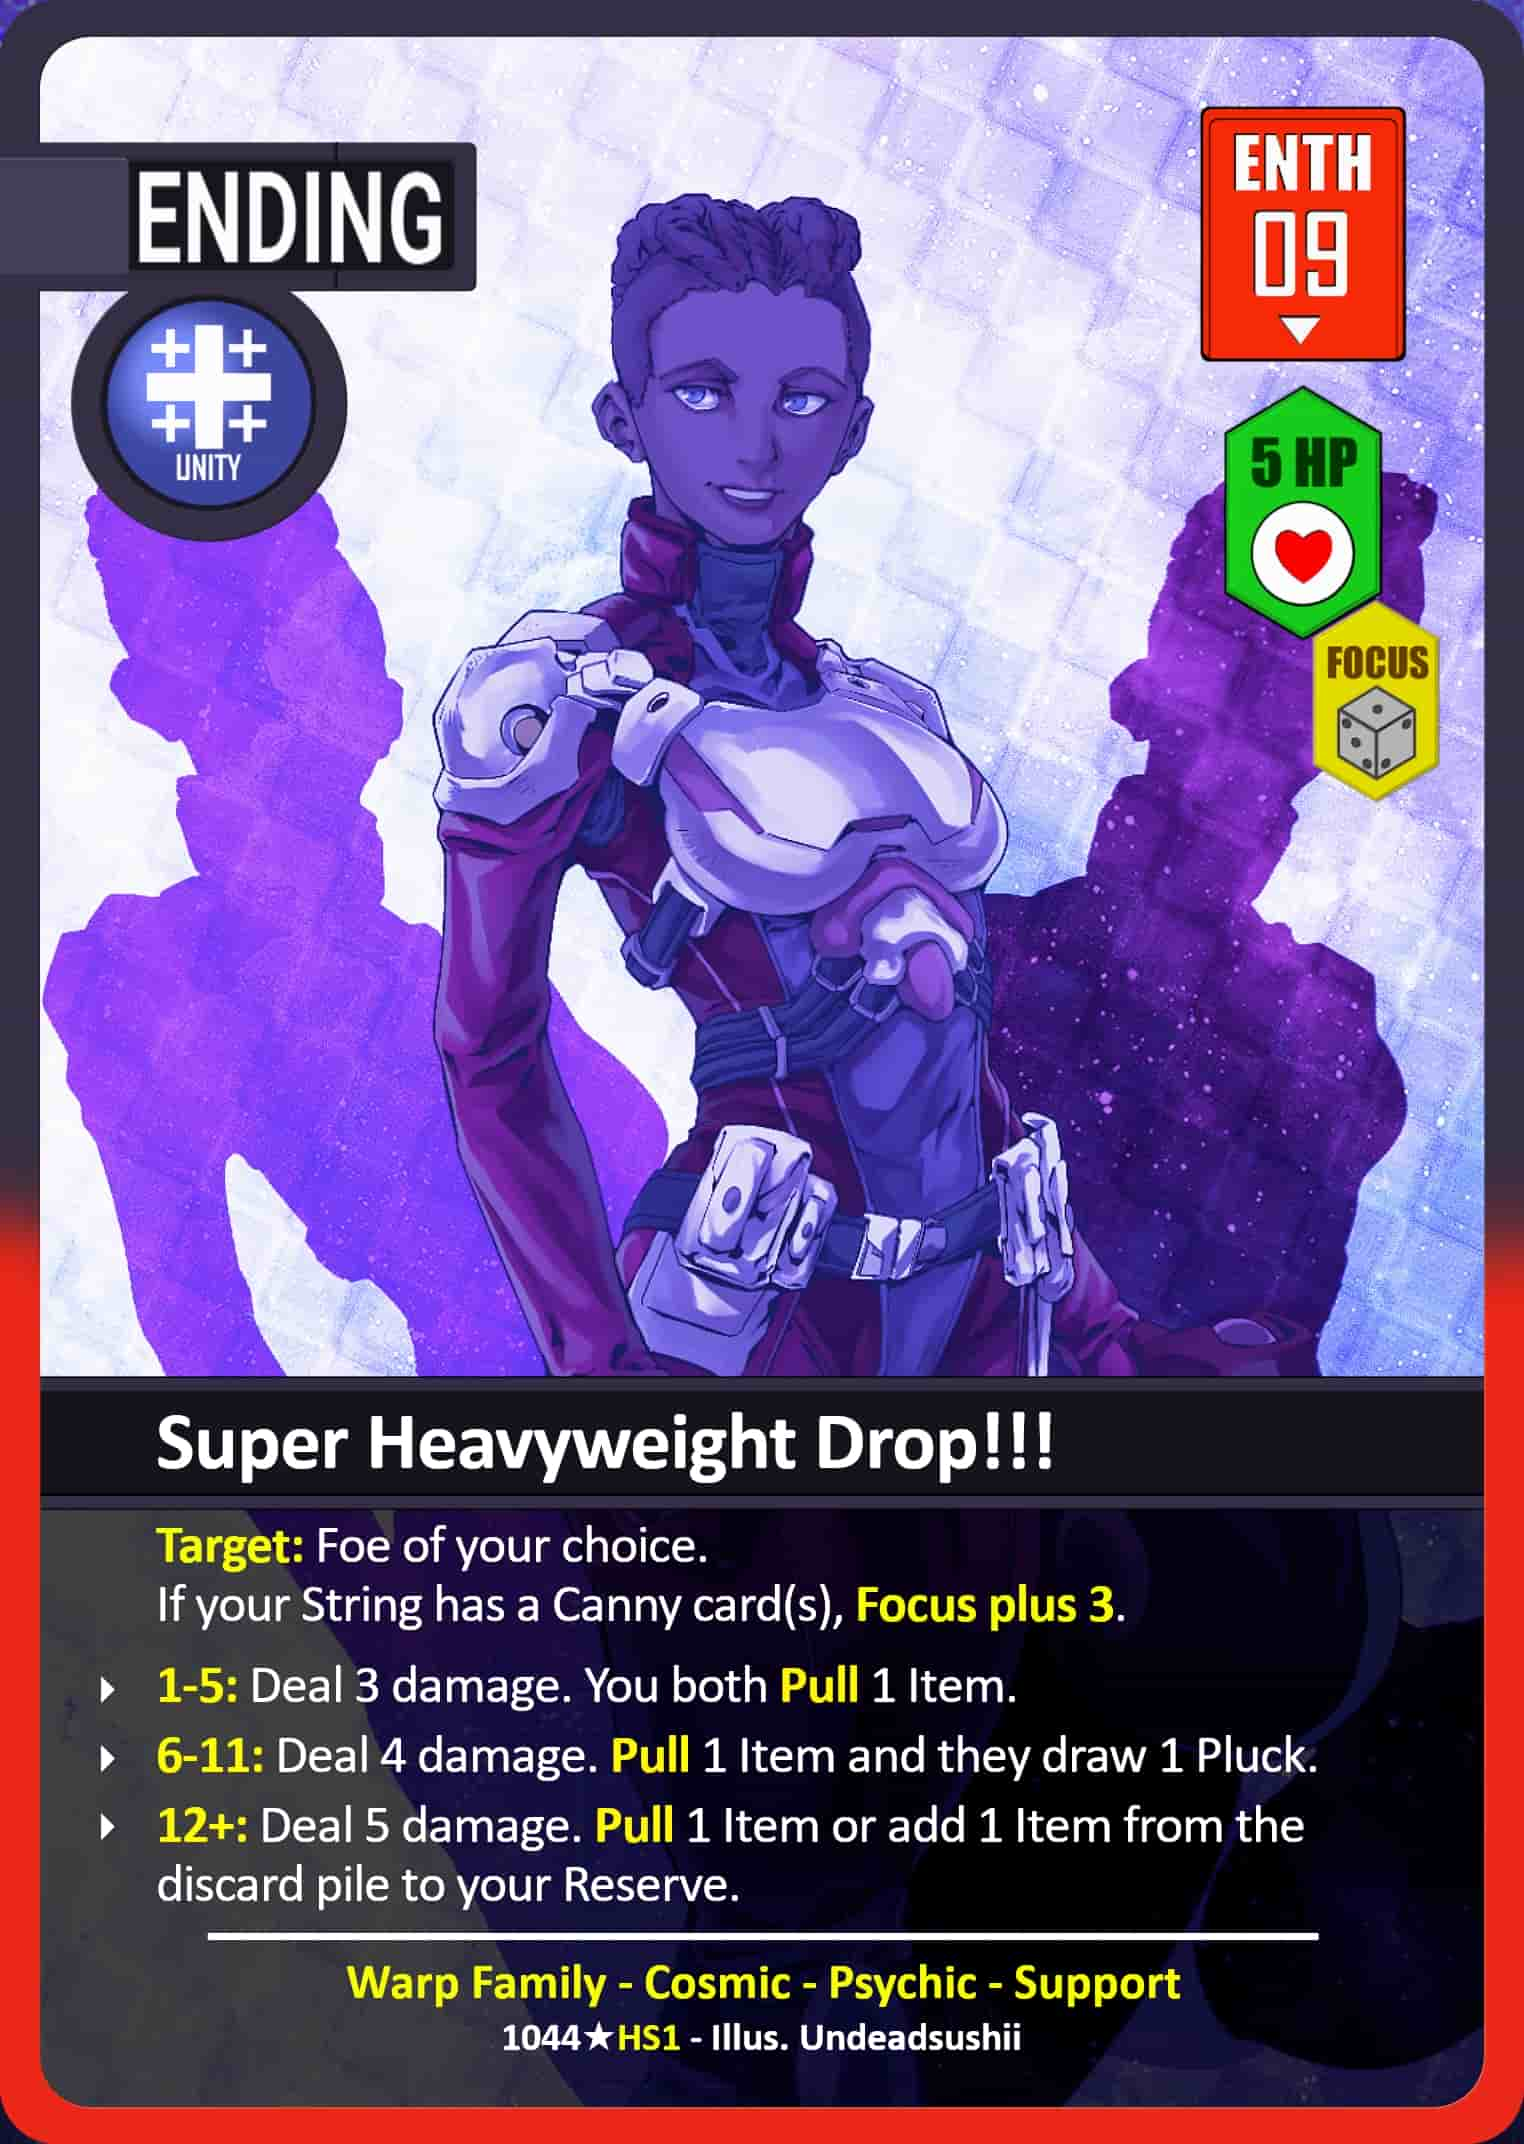 ENDING
UNITY
ENTH
09
5 HP
FOCUS
Super Heavyweight Drop!!!
Target: Foe of your choice.
If your String has a Canny card(s), Focus plus 3.
1-5: Deal 3 damage. You both Pull 1 Item.
6-11: Deal 4 damage. Pull 1 Item and they draw 1 Pluck.
12+: Deal 5 damage. Pull 1 Item or add 1 Item from the
discard pile to your Reserve.
Warp Family - Cosmic - Psychic - Support
1044★HS1 - Illus. Undeadsushii